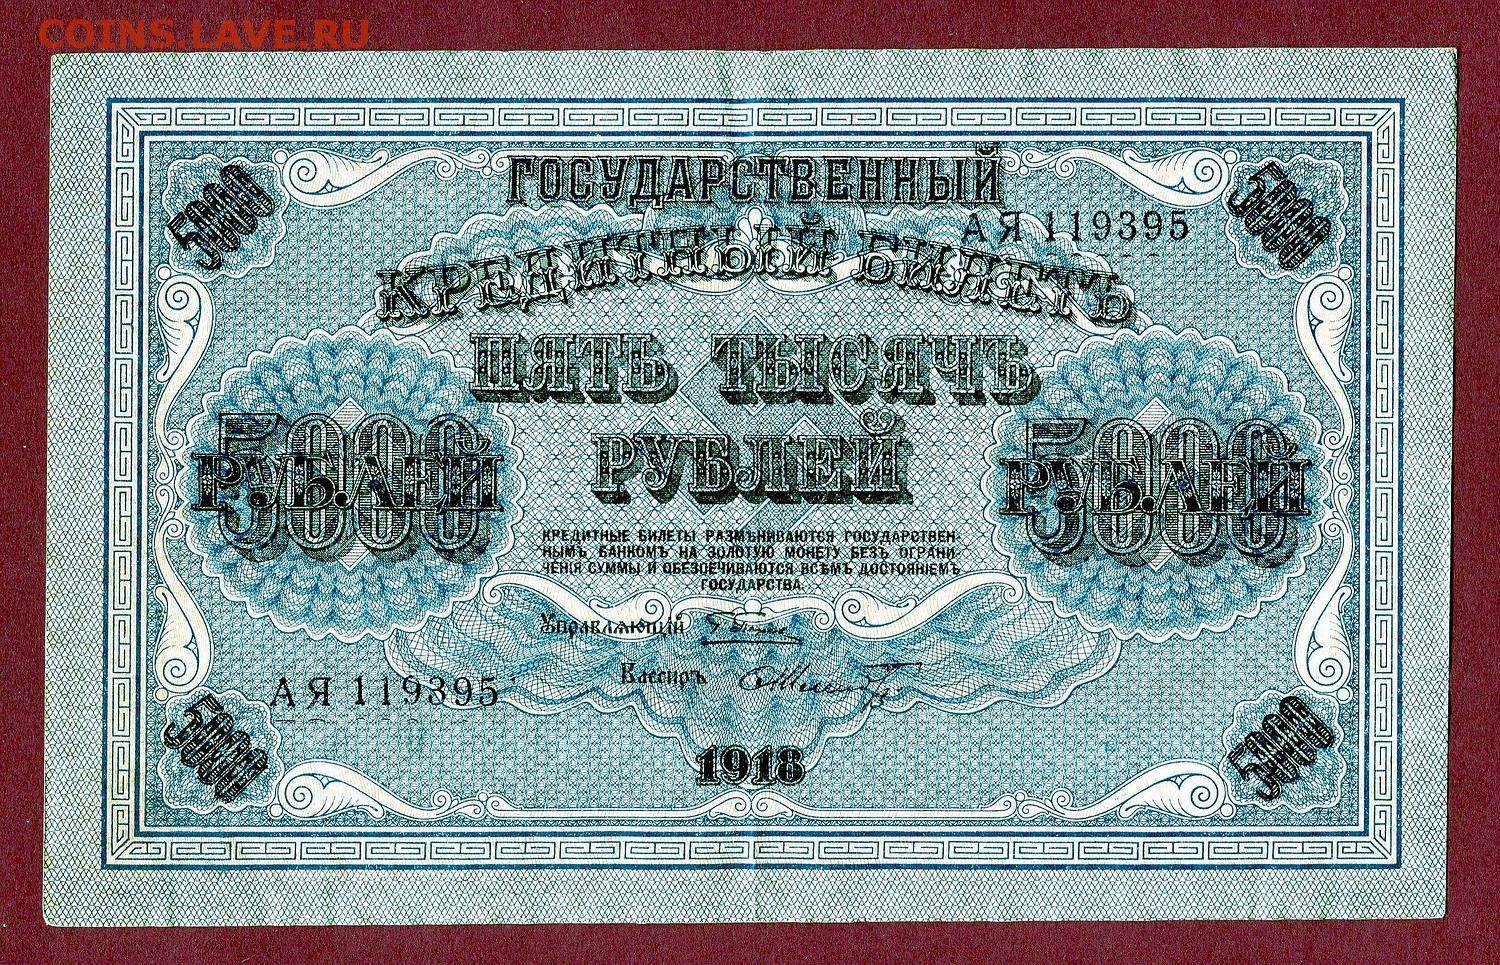 COINS.LAVE.RU
5000
ГОСУДАРСТВЕННЫЙ
5000
АЯ 119395
КРЕДИТНЫЙ БИЛЕТЪ
ПЯТЬ ТЫСЯЧЪ
РУБЛЕЙ
5000
РУБЛЕЙ
5000
РУБЛЕЙ
КРЕДИТНЫЕ БИЛЕТЫ РАЗМѢНИВАЮТСЯ ГОСУДАРСТВЕН-
НЫМЪ БАНКОМЪ НА ЗОЛОТУЮ МОНЕТУ БЕЗЪ ОГРАНИ-
ЧЕНІЯ СУММЫ И ОБЕЗПЕЧИВАЮТСЯ ВСѢМЪ ДОСТОЯНІЕМЪ
ГОСУДАРСТВА.
Управляющій
Кассиръ
АЯ 119395
5000
1918
5000